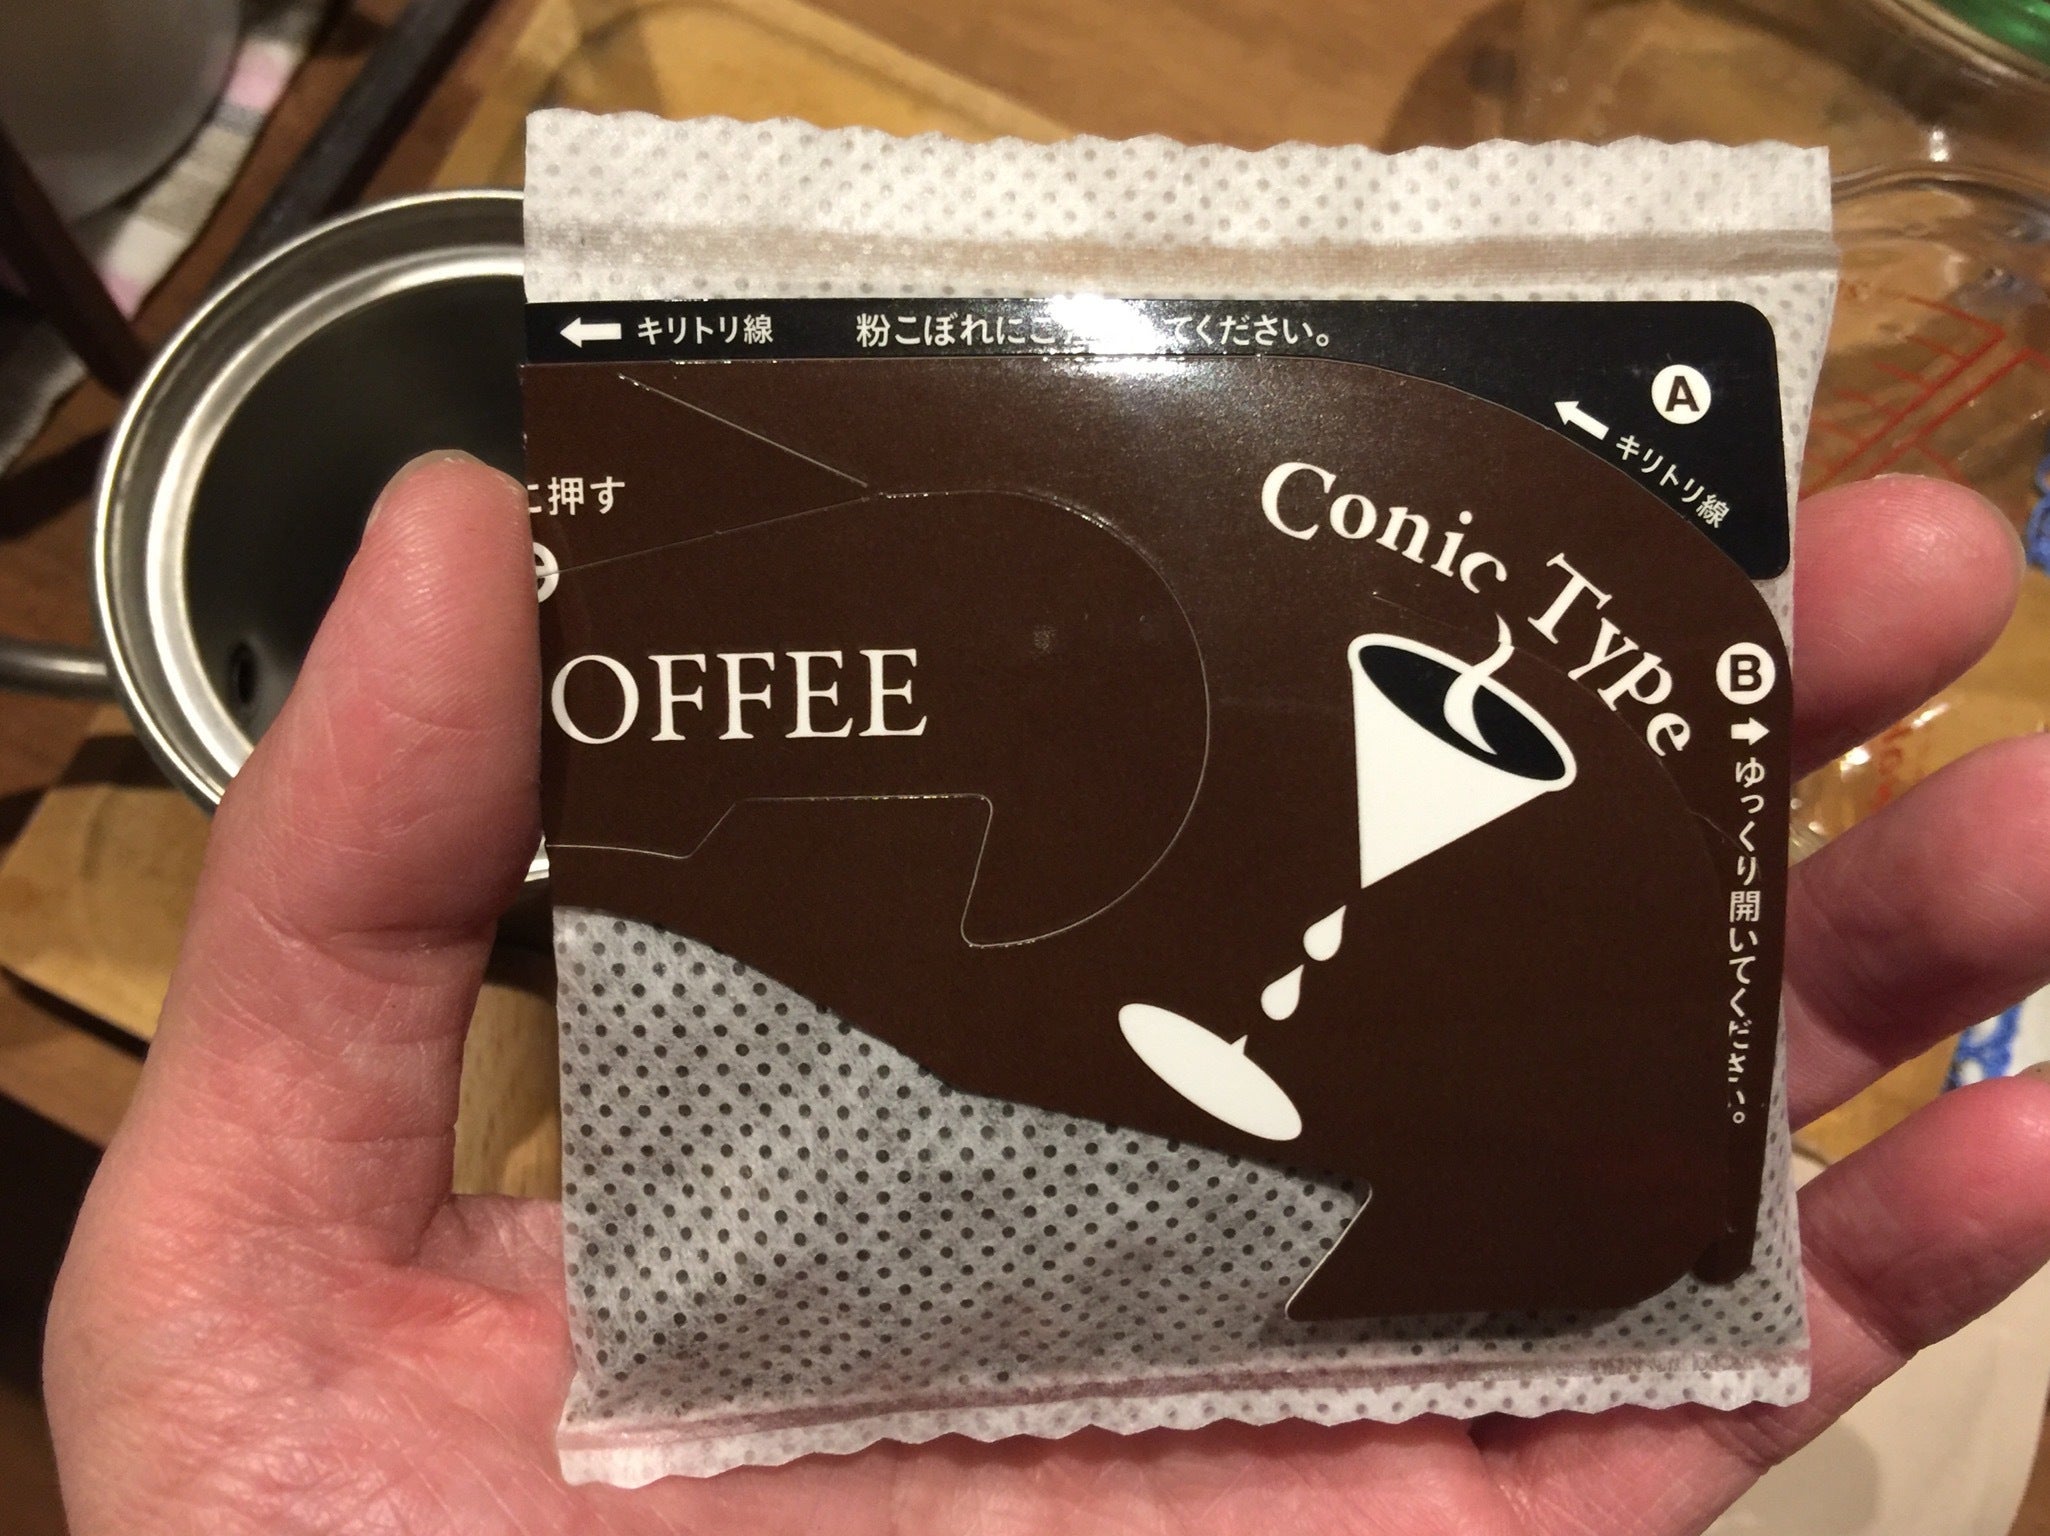 キリトリ線 粉こぼれにご てください。
A
キリトリ線
に押す
Conic Type
B
ゆっくり開いてください。
OFFEE